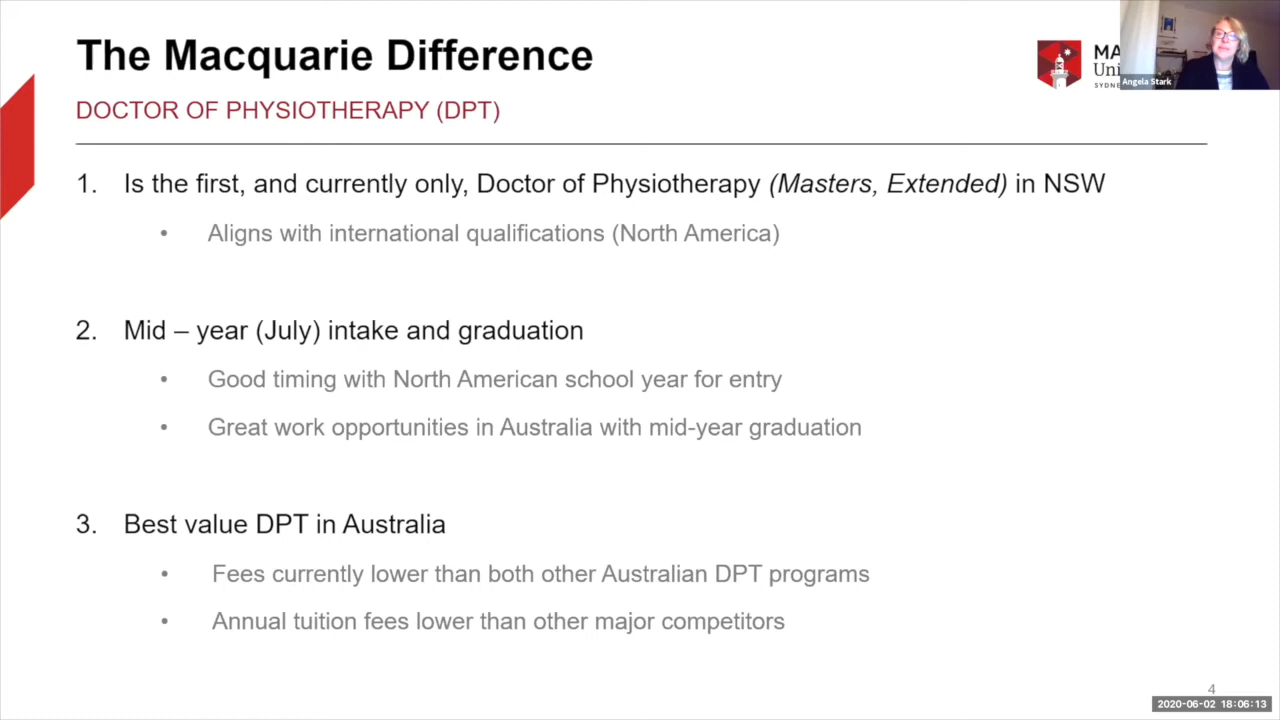 The Macquarie Difference
DOCTOR OF PHYSIOTHERAPY (DPT)
MA
Uni
SYDNE
Angela Stark
1. Is the first, and currently only, Doctor of Physiotherapy (Masters, Extended) in NSW
• Aligns with international qualifications (North America)
2. Mid – year (July) intake and graduation
• Good timing with North American school year for entry
• Great work opportunities in Australia with mid-year graduation
3. Best value DPT in Australia
• Fees currently lower than both other Australian DPT programs
• Annual tuition fees lower than other major competitors
4
2020-06-02 18:06:13